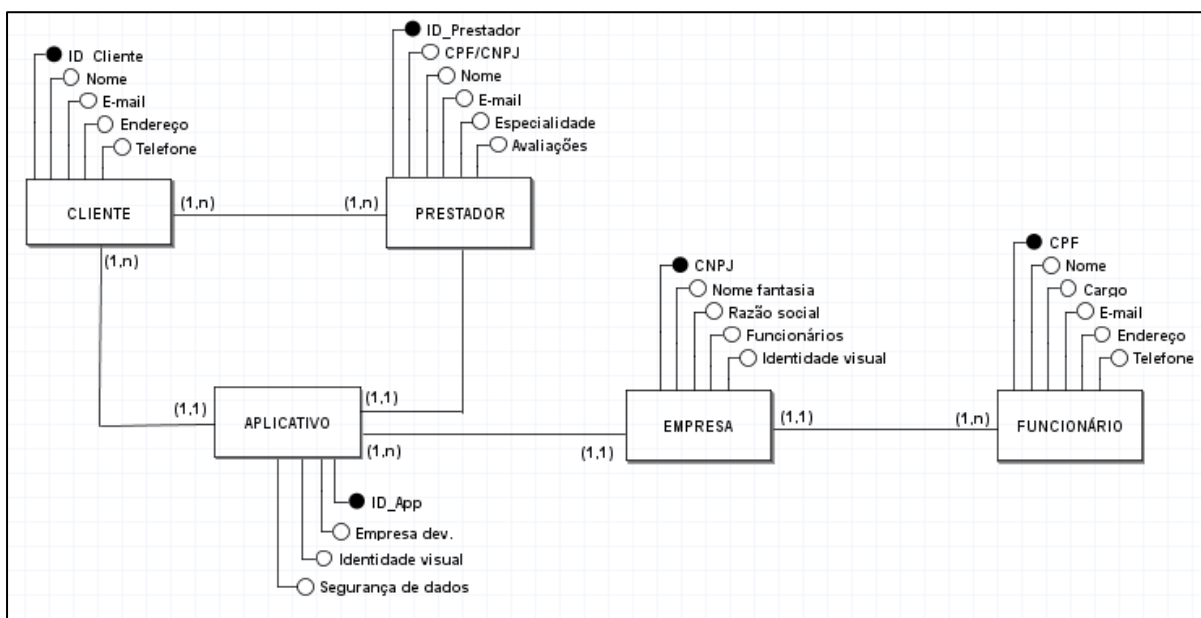 ID_Prestador
CPF/CNPJ
Nome
E-mail
Especialidade
Avaliações
ID Cliente
Nome
E-mail
Endereço
Telefone
CLIENTE
(1,n)
(1,n)
PRESTADOR
(1,n)
CNPJ
Nome fantasia
Razão social
Funcionários
Identidade visual
CPF
Nome
Cargo
E-mail
Endereço
Telefone
(1,1)
APLICATIVO
(1,1)
(1,n)
(1,1)
EMPRESA
(1,1)
(1,n)
FUNCIONÁRIO
ID_App
Empresa dev.
Identidade visual
Segurança de dados